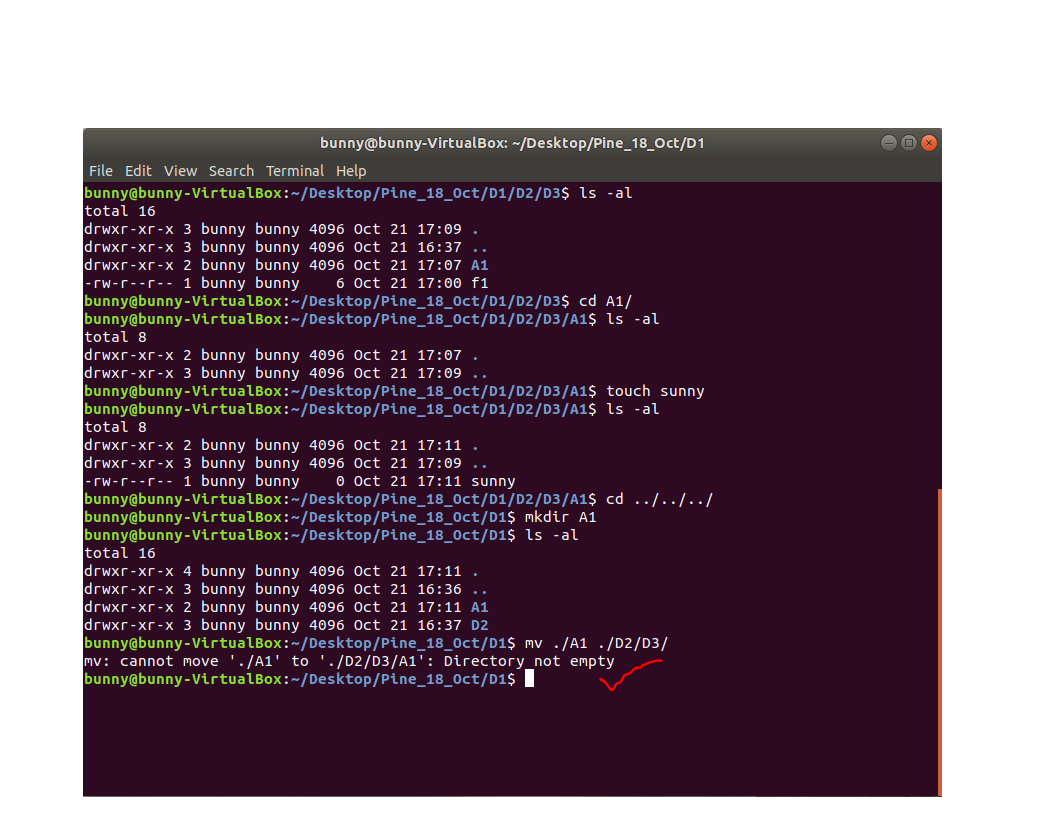 bunny@bunny-VirtualBox: ~/Desktop/Pine_18_Oct/D1
File Edit View Search Terminal Help
bunny@bunny-VirtualBox:~/Desktop/Pine_18_Oct/D1/D2/D3$ ls -al
total 16
drwxr-xr-x 3 bunny bunny 4096 Oct 21 17:09 .
drwxr-xr-x 3 bunny bunny 4096 Oct 21 16:37 ..
drwxr-xr-x 2 bunny bunny 4096 Oct 21 17:07 A1
-rw-r--r-- 1 bunny bunny    6 Oct 21 17:00 f1
bunny@bunny-VirtualBox:~/Desktop/Pine_18_Oct/D1/D2/D3$ cd A1/
bunny@bunny-VirtualBox:~/Desktop/Pine_18_Oct/D1/D2/D3/A1$ ls -al
total 8
drwxr-xr-x 2 bunny bunny 4096 Oct 21 17:07 .
drwxr-xr-x 3 bunny bunny 4096 Oct 21 17:09 ..
bunny@bunny-VirtualBox:~/Desktop/Pine_18_Oct/D1/D2/D3/A1$ touch sunny
bunny@bunny-VirtualBox:~/Desktop/Pine_18_Oct/D1/D2/D3/A1$ ls -al
total 8
drwxr-xr-x 2 bunny bunny 4096 Oct 21 17:11 .
drwxr-xr-x 3 bunny bunny 4096 Oct 21 17:09 ..
-rw-r--r-- 1 bunny bunny    0 Oct 21 17:11 sunny
bunny@bunny-VirtualBox:~/Desktop/Pine_18_Oct/D1/D2/D3/A1$ cd ../../../
bunny@bunny-VirtualBox:~/Desktop/Pine_18_Oct/D1$ mkdir A1
bunny@bunny-VirtualBox:~/Desktop/Pine_18_Oct/D1$ ls -al
total 16
drwxr-xr-x 4 bunny bunny 4096 Oct 21 17:11 .
drwxr-xr-x 3 bunny bunny 4096 Oct 21 16:36 ..
drwxr-xr-x 2 bunny bunny 4096 Oct 21 17:11 A1
drwxr-xr-x 3 bunny bunny 4096 Oct 21 16:37 D2
bunny@bunny-VirtualBox:~/Desktop/Pine_18_Oct/D1$ mv ./A1 ./D2/D3/
mv: cannot move './A1' to './D2/D3/A1': Directory not empty
bunny@bunny-VirtualBox:~/Desktop/Pine_18_Oct/D1$